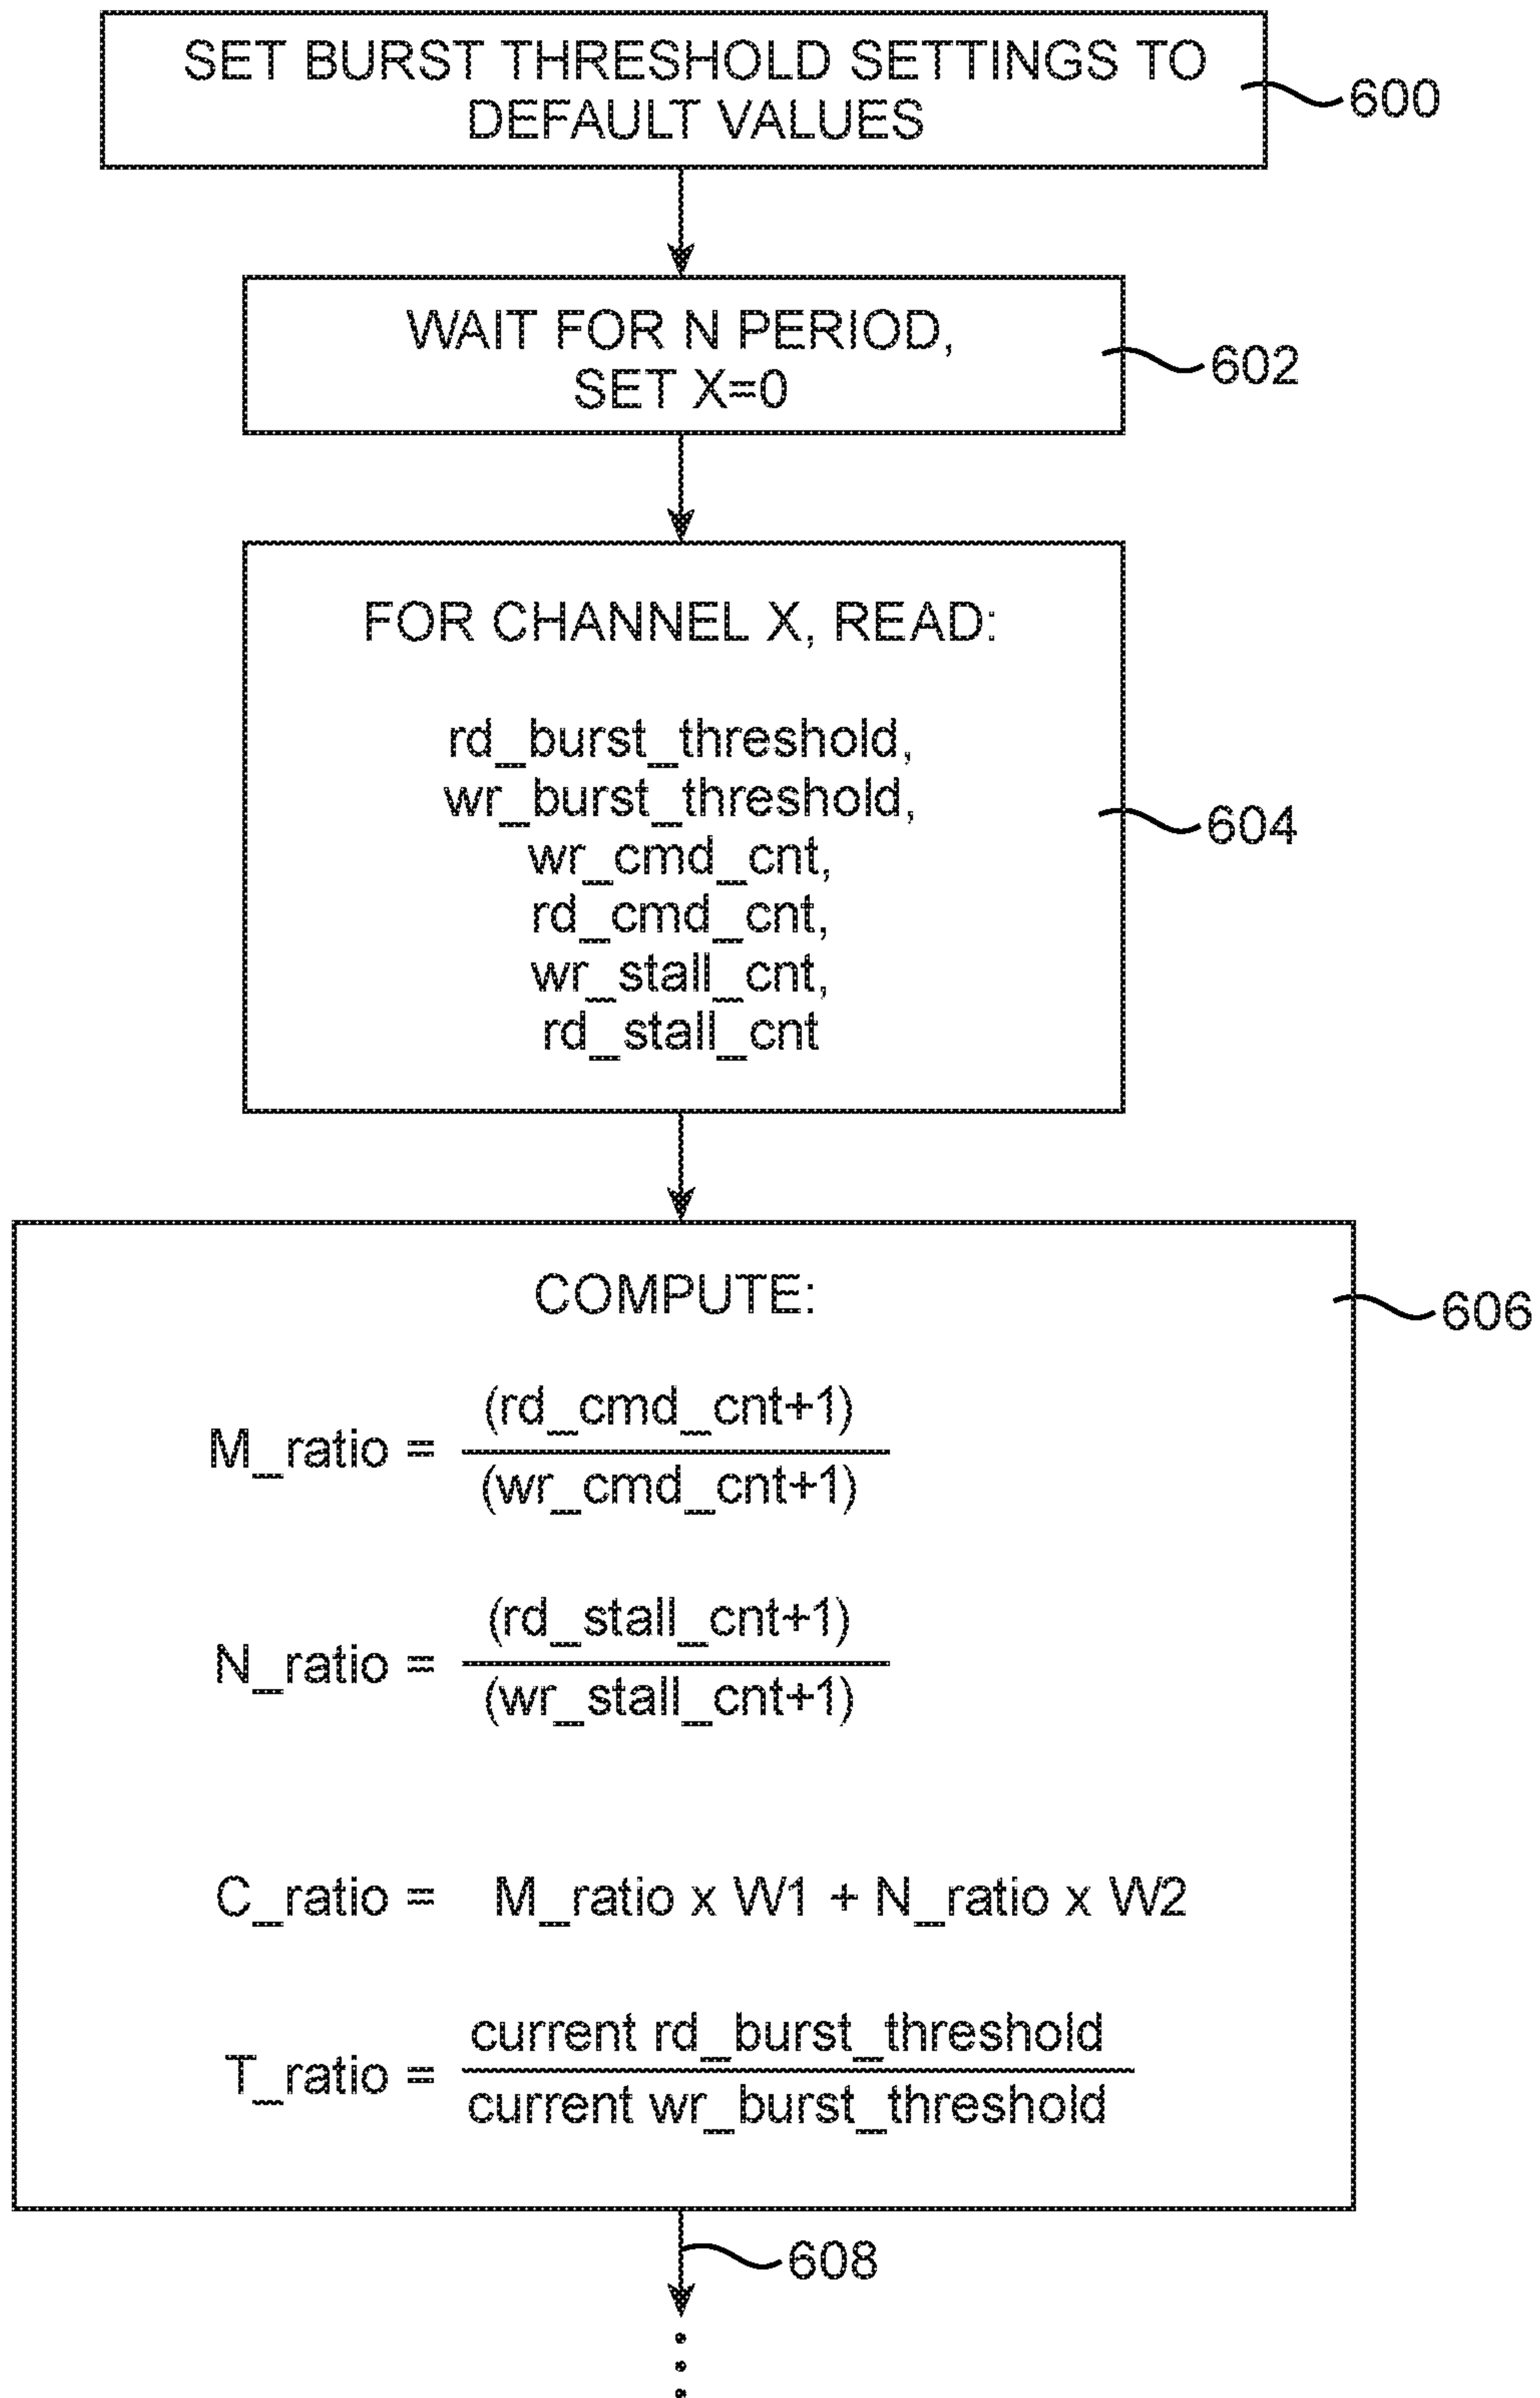 SET BURST THRESHOLD SETTINGS TO
DEFAULT VALUES
600
WAIT FOR N PERIOD,
SET X=0
602
FOR CHANNEL X, READ:
rd_burst_threshold,
wr_burst_threshold,
wr_cmd_cnt,
rd_cmd_cnt,
wr_stall_cnt,
rd_stall_cnt
604
COMPUTE:
606
M_ratio = (rd_cmd_cnt+1)
(wr_cmd_cnt+1)
N_ratio = (rd_stall_cnt+1)
(wr_stall_cnt+1)
C_ratio = M_ratio x W1 + N_ratio x W2
T_ratio = current rd_burst_threshold
current wr_burst_threshold
608